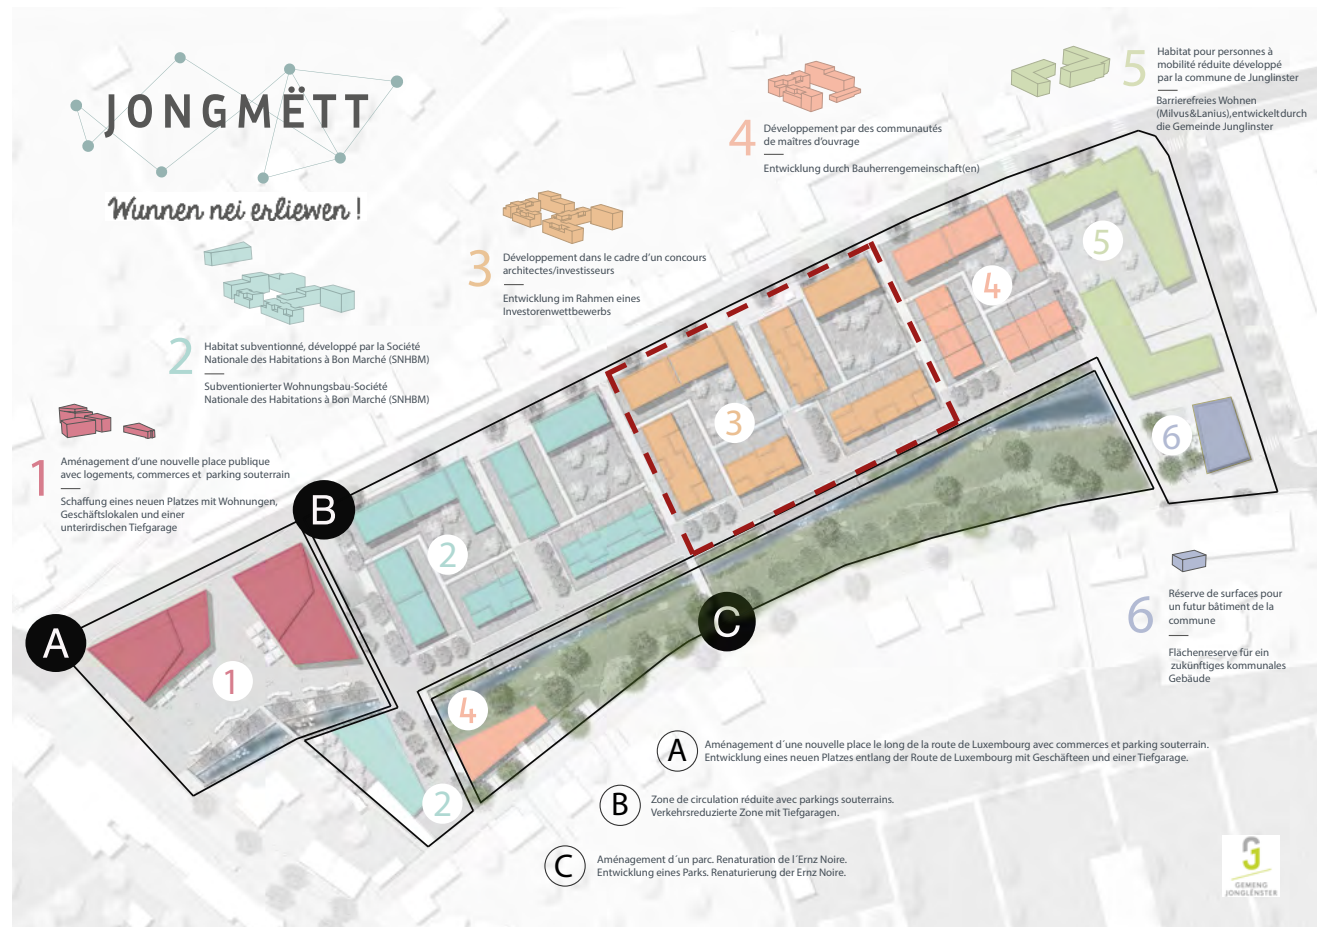 JONGMËTT
Wunnen nei erliewen !
1
Aménagement d'une nouvelle place publique
avec logements, commerces et parking souterrain
Schaffung eines neuen Platzes mit Wohnungen,
Geschäftslokalen und einer
unterirdischen Tiefgarage
2
Habitat subventionné, développé par la Société
Nationale des Habitations à Bon Marché (SNHBM)
Subventionierter Wohnungsbau-Société
Nationale des Habitations à Bon Marché (SNHBM)
3
Développement dans le cadre d'un concours
architectes/investisseurs
Entwicklung im Rahmen eines
Investorenwettbewerbs
4
Développement par des communautés
de maîtres d'ouvrage
Entwicklung durch Bauherrengemeinschaft(en)
5
Habitat pour personnes à
mobilité réduite développé
par la commune de Junglinster
Barrierefreies Wohnen
(Milvus&Lanius),entwickeltdurch
die Gemeinde Junglinster
5
4
3
6
B
2
A
1
C
4
2
6
Réserve de surfaces pour
un futur bâtiment de la
commune
Flächenreserve für ein
zukünftiges kommunales
Gebäude
A
Aménagement d´une nouvelle place le long de la route de Luxembourg avec commerces et parking souterrain.
Entwicklung eines neuen Platzes entlang der Route de Luxembourg mit Geschäfteen und einer Tiefgarage.
B
Zone de circulation réduite avec parkings souterrains.
Verkehrsreduzierte Zone mit Tiefgaragen.
C
Aménagement d´un parc. Renaturation de l´Ernz Noire.
Entwicklung eines Parks. Renaturierung der Ernz Noire.
GEMENG
JONGLËNSTER